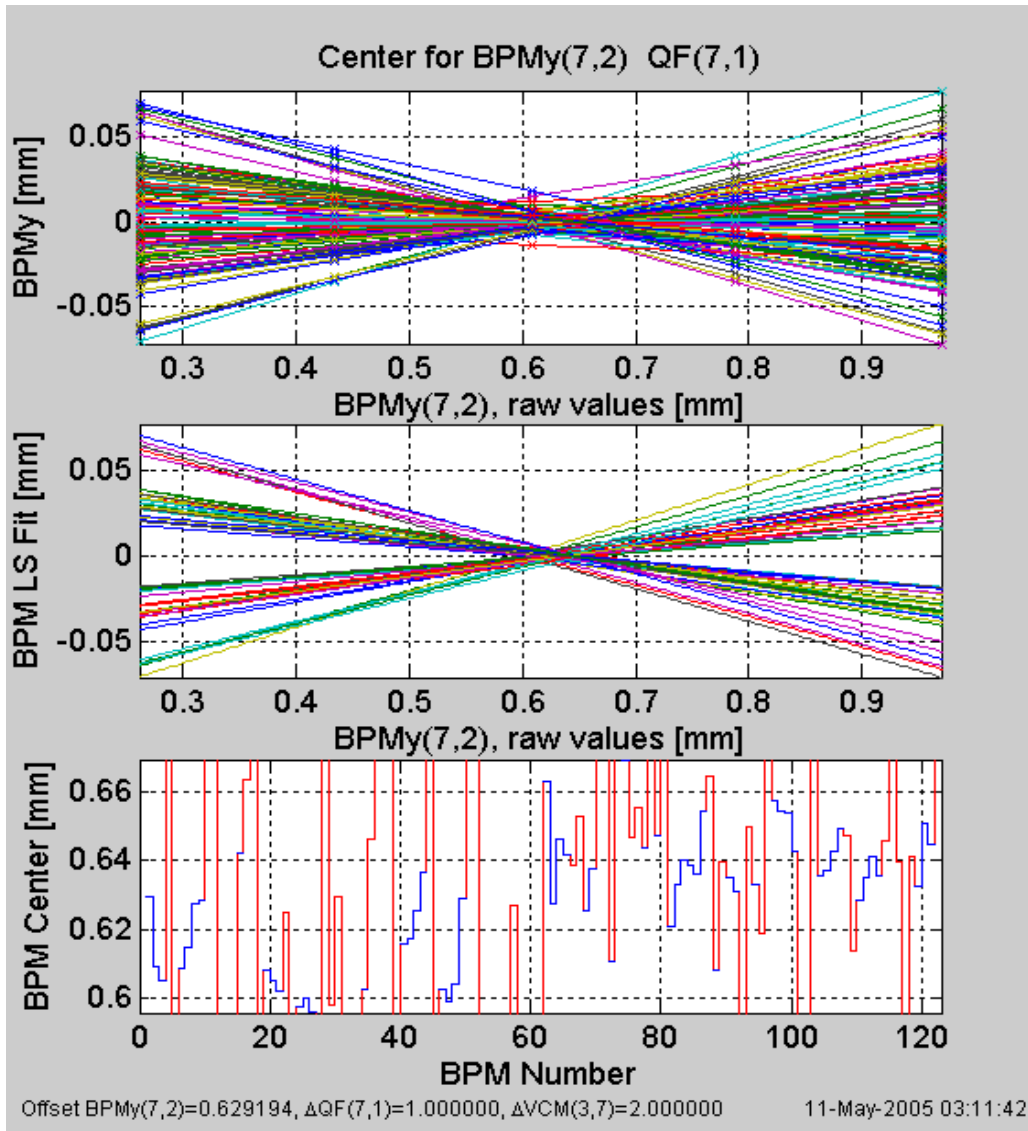 Center for BPMy(7,2) QF(7,1)
BPMy [mm]
0.05
0
-0.05
0.3 0.4 0.5 0.6 0.7 0.8 0.9
BPMy(7,2), raw values [mm]
BPM LS Fit [mm]
0.05
0
-0.05
0.3 0.4 0.5 0.6 0.7 0.8 0.9
BPMy(7,2), raw values [mm]
BPM Center [mm]
0.66
0.64
0.62
0.6
0 20 40 60 80 100 120
BPM Number
Offset BPMy(7,2)=0.629194, ΔQF(7,1)=1.000000, ΔVCM(3,7)=2.000000 11-May-2005 03:11:42